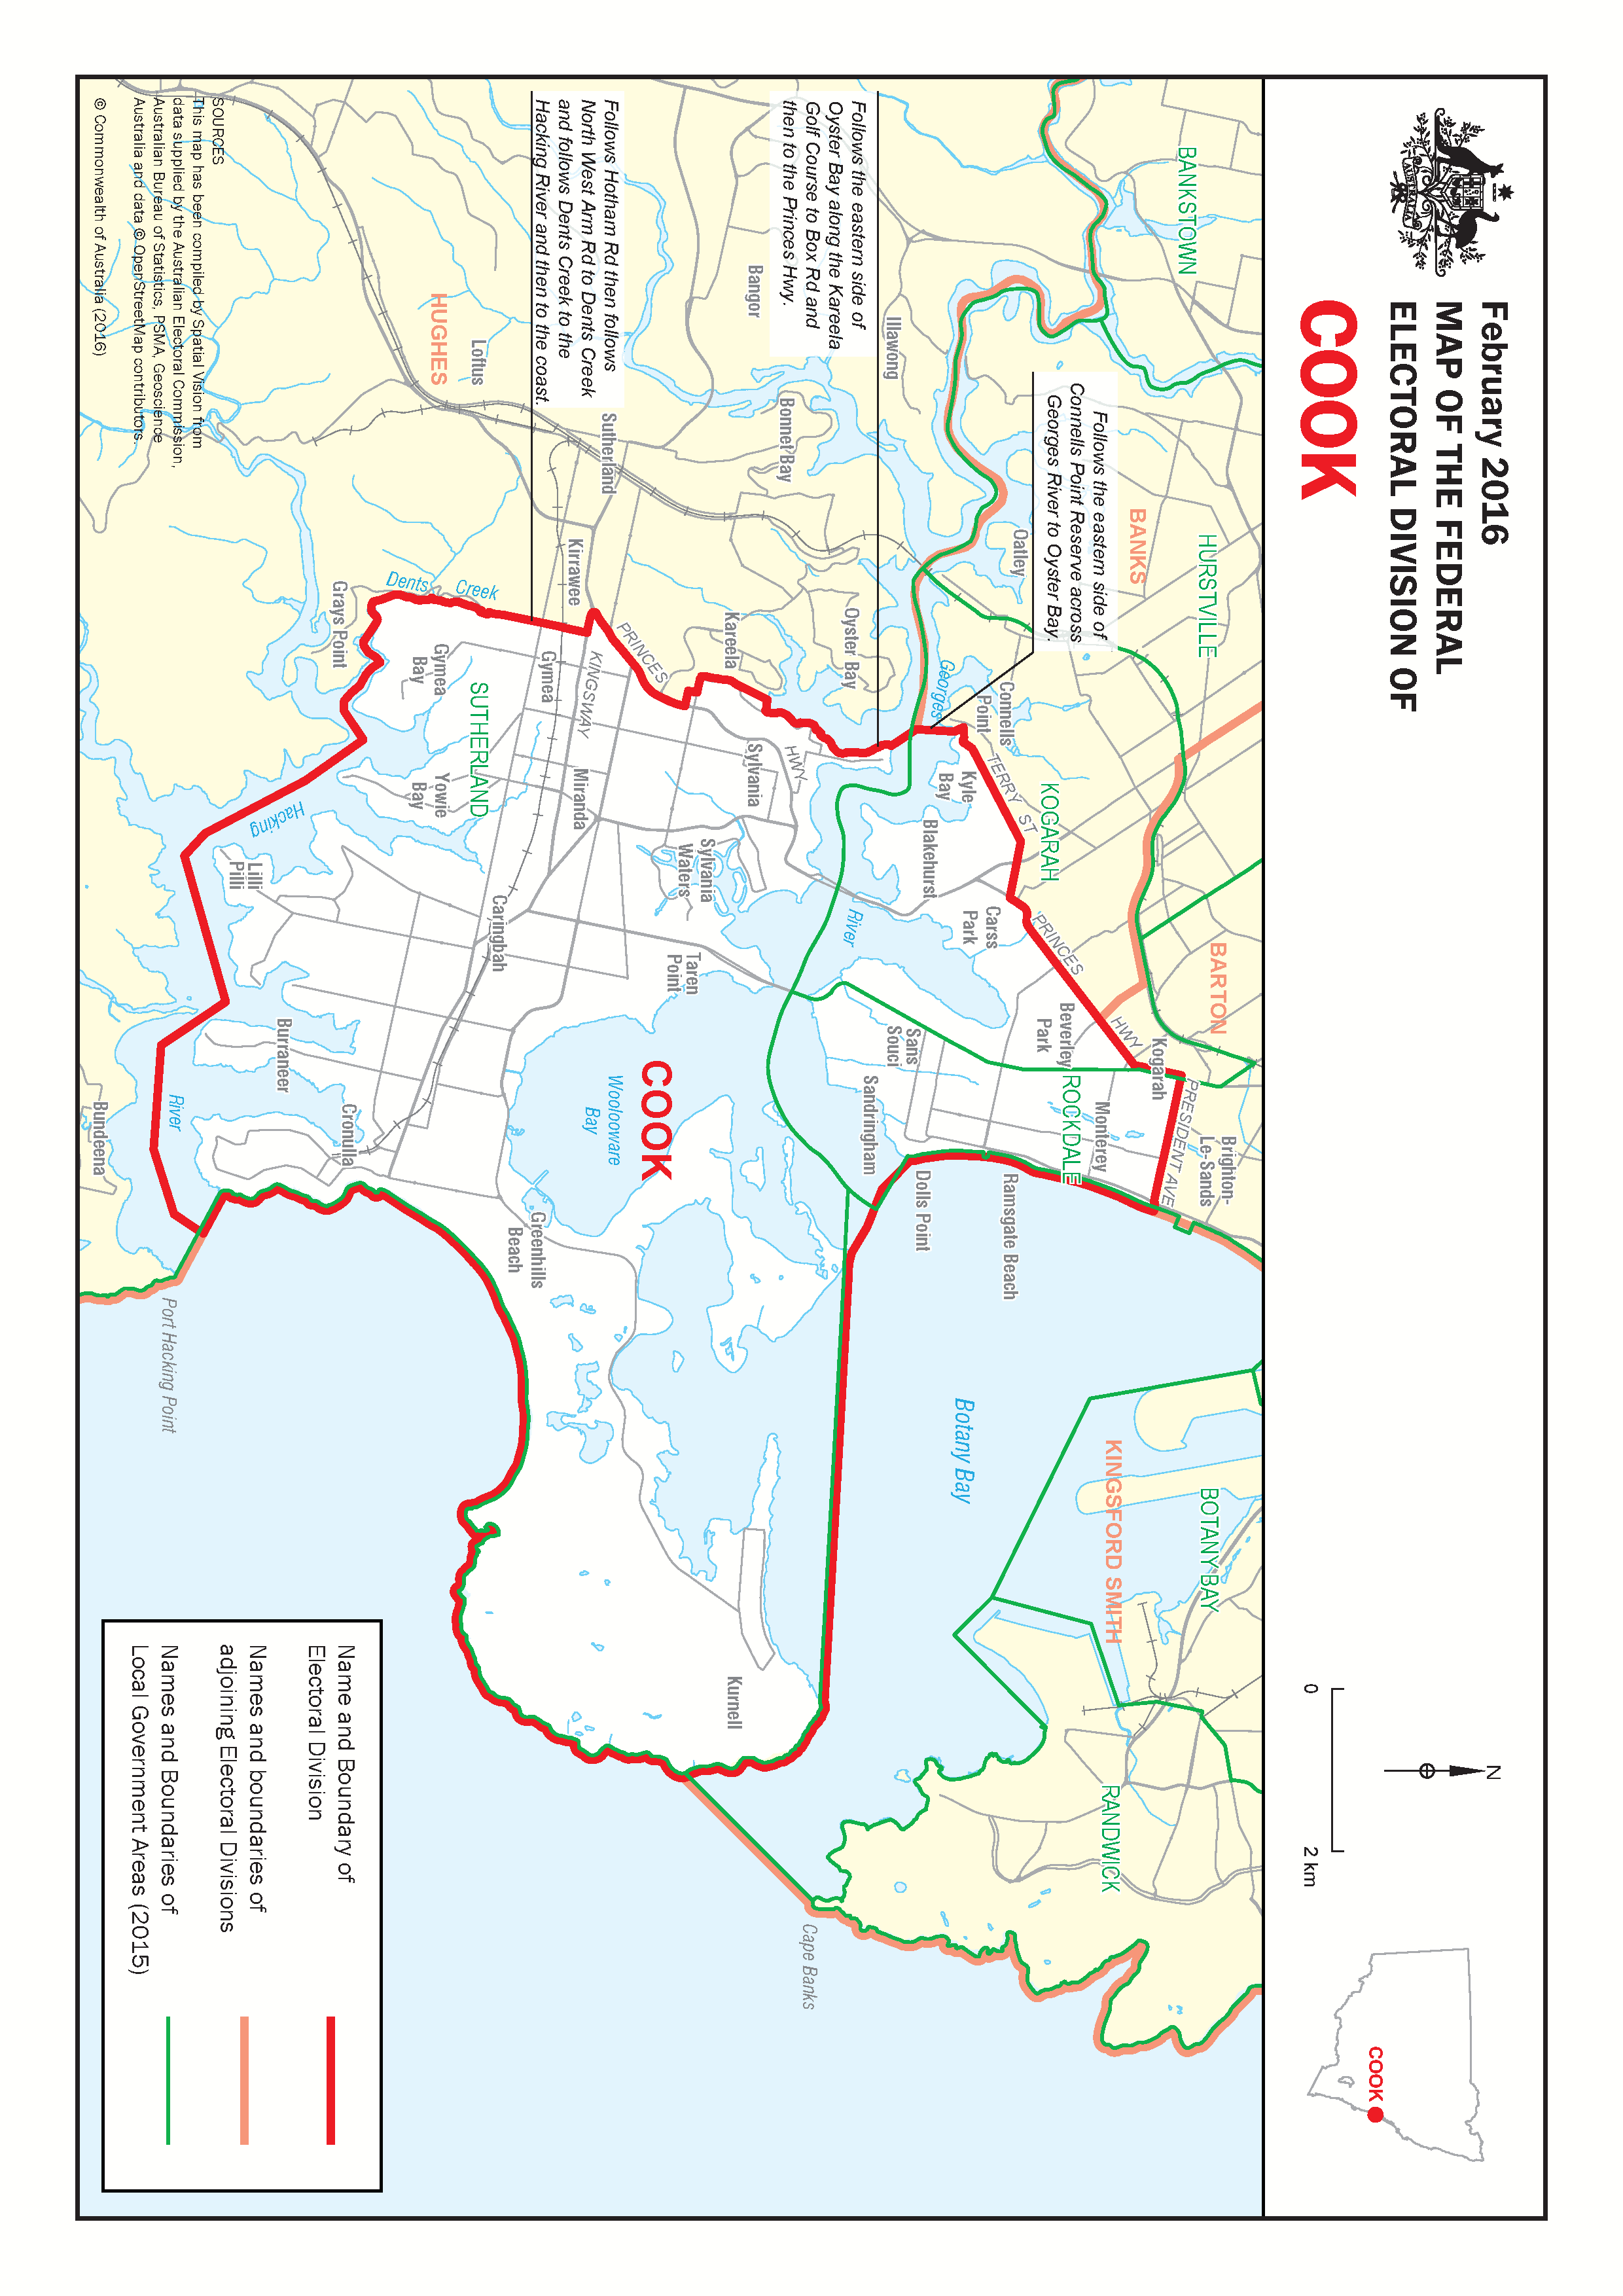 AUSTRALIA
February 2016
MAP OF THE FEDERAL
ELECTORAL DIVISION OF
COOK
0
2 km
N
COOK
BANKSTOWN
HURSTVILLE
BANKS
BARTON
KOGARAH
ROCKDALE
KINGSFORD SMITH
BOTANY BAY
RANDWICK
Follows the eastern side of
Connells Point Reserve across
Georges River to Oyster Bay.
Follows the eastern side of
Oyster Bay along the Kareela
Golf Course to Box Rd and
then to the Princes Hwy.
Follows Hotham Rd then follows
North West Arm Rd to Dents Creek
and follows Dents Creek to the
Hacking River and then to the coast.
Illawong
Bangor
Bonnet Bay
Oatley
Oyster Bay
Kareela
Georges
Connells
Point
Kyle
Bay
TERRY ST
Blakehurst
Carss
Park
PRINCES
HWY
Beverley
Park
Kogarah
PRESIDENT AVE
Brighton-
Le-Sands
Monterey
Ramsgate Beach
Sans
Souci
Sandringham
Dolls Point
River
Botany Bay
Sutherland
Loftus
HUGHES
Kirrawee
PRINCES
HWY
KINGSWAY
Gymea
Sylvania
Sylvania
Waters
Miranda
Taren
Point
COOK
Woolooware
Bay
Kurnell
Cape Banks
Dents Creek
Grays Point
Gymea
Bay
SUTHERLAND
Yowie
Bay
Caringbah
Hacking
Lilli
Pilli
Burraneer
Cronulla
Greenhills
Beach
River
Bundeena
Port Hacking Point
SOURCES
This map has been compiled by Spatial Vision from
data supplied by the Australian Electoral Commission,
Australian Bureau of Statistics, PSMA, Geoscience
Australia and data © OpenStreetMap contributors.
© Commonwealth of Australia (2016)
Name and Boundary of
Electoral Division
Names and boundaries of
adjoining Electoral Divisions
Names and Boundaries of
Local Government Areas (2015)